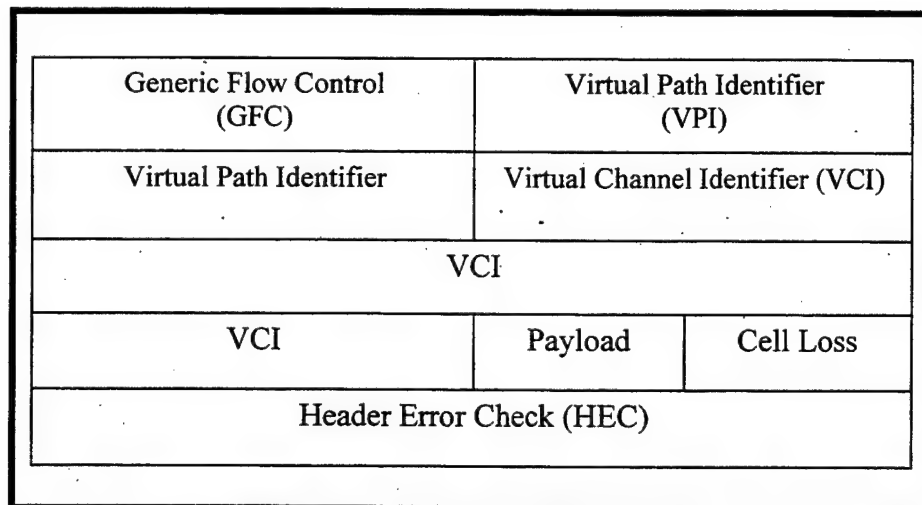 Generic Flow Control
(GFC)
Virtual Path Identifier
(VPI)
Virtual Path Identifier
Virtual Channel Identifier (VCI)
VCI
VCI
Payload
Cell Loss
Header Error Check (HEC)